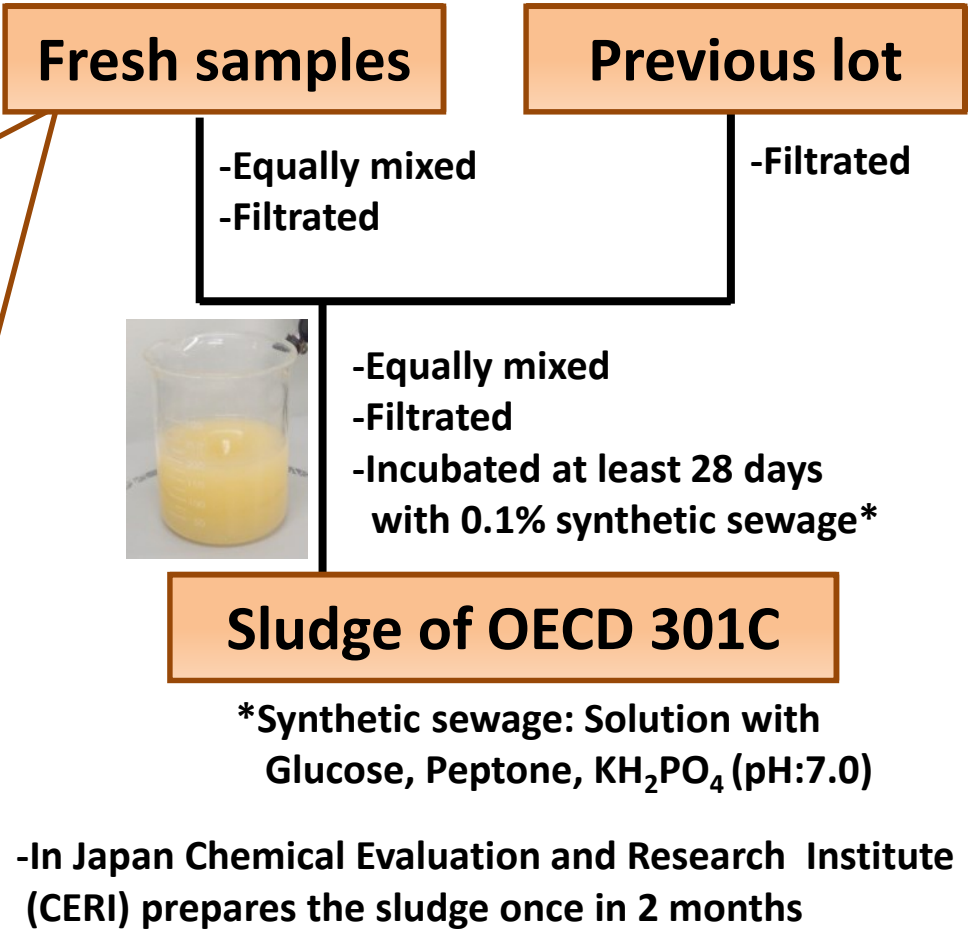 Fresh samples
Previous lot
-Equally mixed
-Filtrated
-Filtrated
-Equally mixed
-Filtrated
-Incubated at least 28 days
with 0.1% synthetic sewage*
Sludge of OECD 301C
*Synthetic sewage: Solution with
Glucose, Peptone, KH₂PO₄ (pH:7.0)
-In Japan Chemical Evaluation and Research Institute
(CERI) prepares the sludge once in 2 months